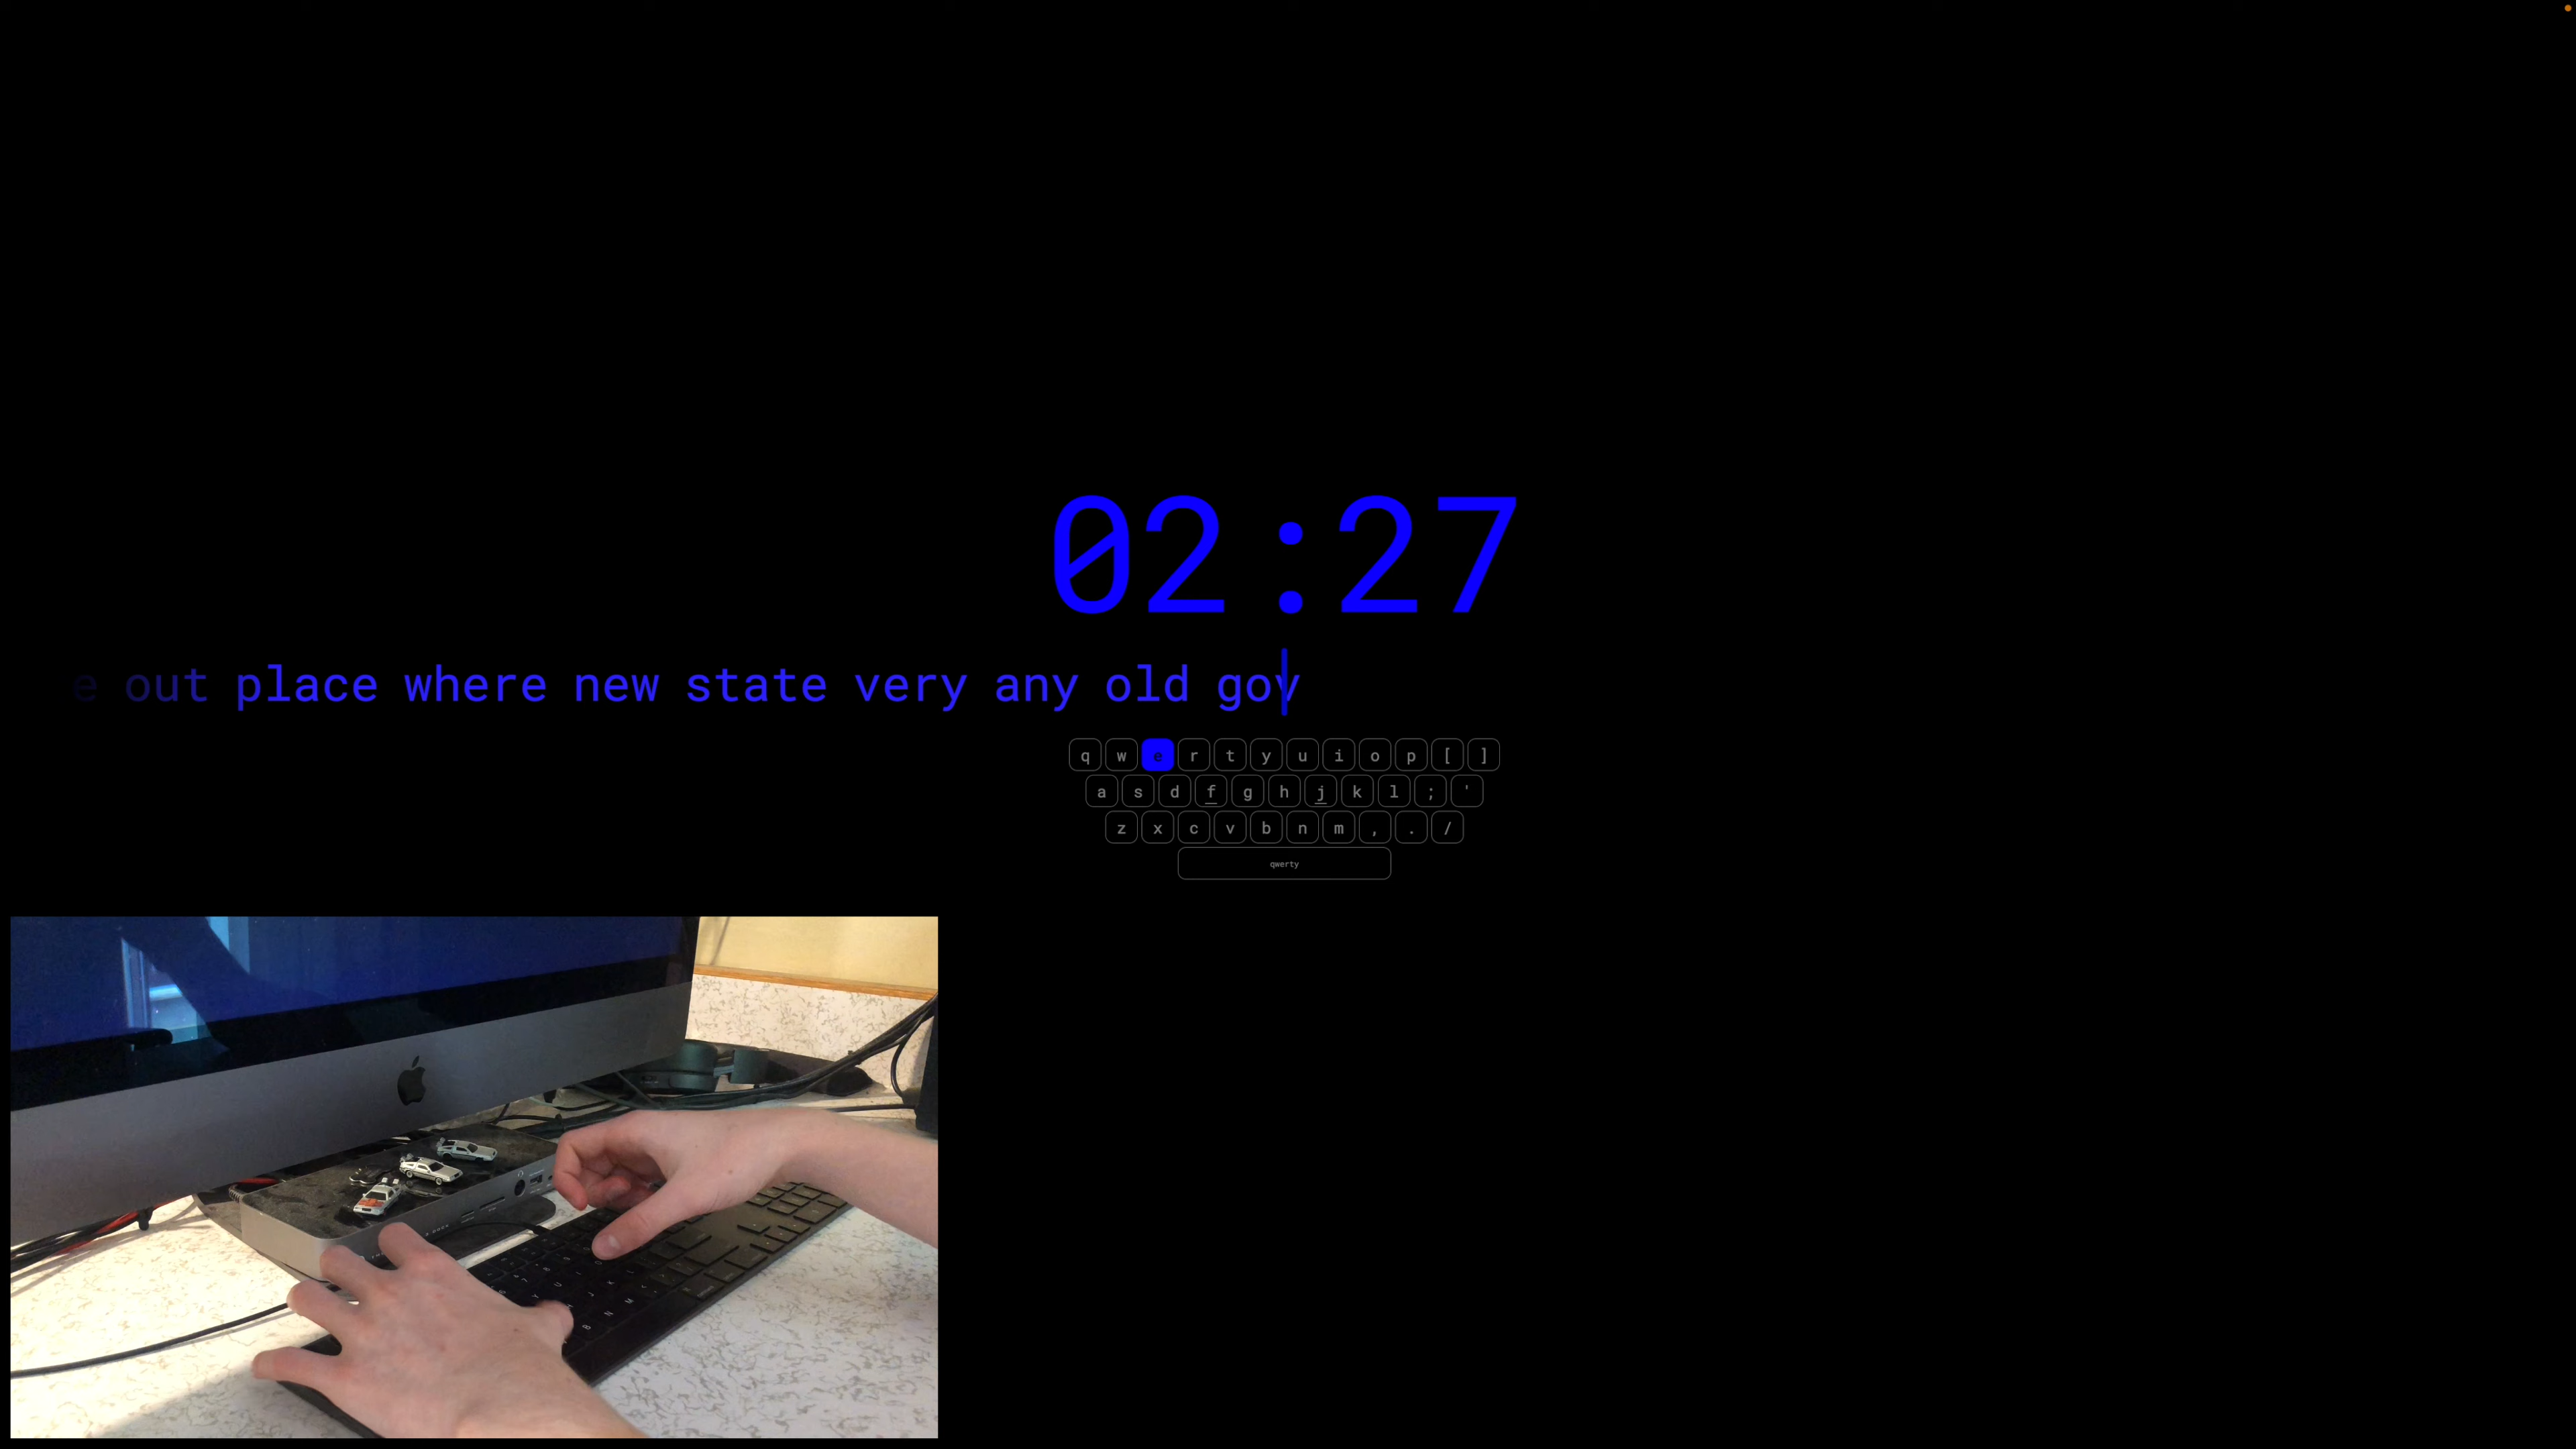 02:27
e out place where new state very any old gov
q w e r t y u i o p [ ]
a s d f g h j k l ; '
z x c v b n m , . /
qwerty